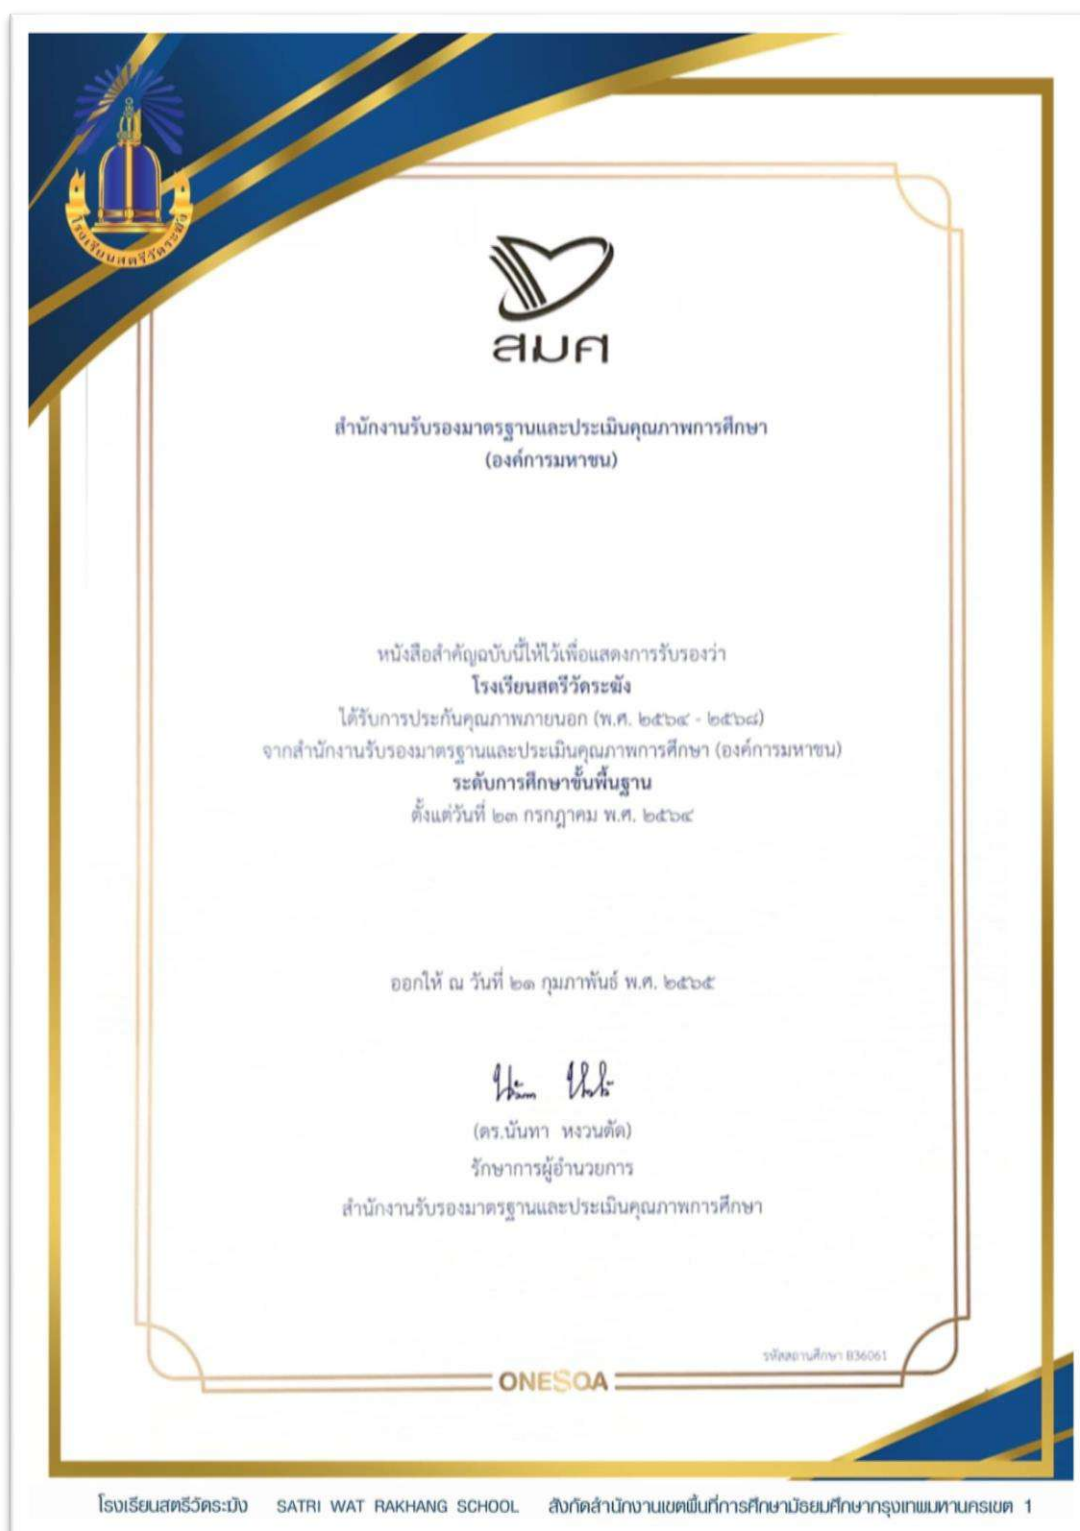 โรงเรียนสตรีวัดระฆัง
สมศ
สำนักงานรับรองมาตรฐานและประเมินคุณภาพการศึกษา
(องค์การมหาชน)
หนังสือสำคัญฉบับนี้ให้ไว้เพื่อแสดงการรับรองว่า
โรงเรียนสตรีวัดระฆัง
ได้รับการประกันคุณภาพภายนอก (พ.ศ. ๒๕๖๔ - ๒๕๖๘)
จากสำนักงานรับรองมาตรฐานและประเมินคุณภาพการศึกษา (องค์การมหาชน)
ระดับการศึกษาขั้นพื้นฐาน
ตั้งแต่วันที่ ๒๓ กรกฎาคม พ.ศ. ๒๕๖๔
ออกให้ ณ วันที่ ๒๑ กุมภาพันธ์ พ.ศ. ๒๕๖๕
(ดร.นันทา หงวนตัด)
รักษาการผู้อำนวยการ
สำนักงานรับรองมาตรฐานและประเมินคุณภาพการศึกษา
รหัสสถานศึกษา B36061
ONESQA
โรงเรียนสตรีวัดระฆัง SATRI WAT RAKHANG SCHOOL สังกัดสำนักงานเขตพื้นที่การศึกษามัธยมศึกษากรุงเทพมหานครเขต 1